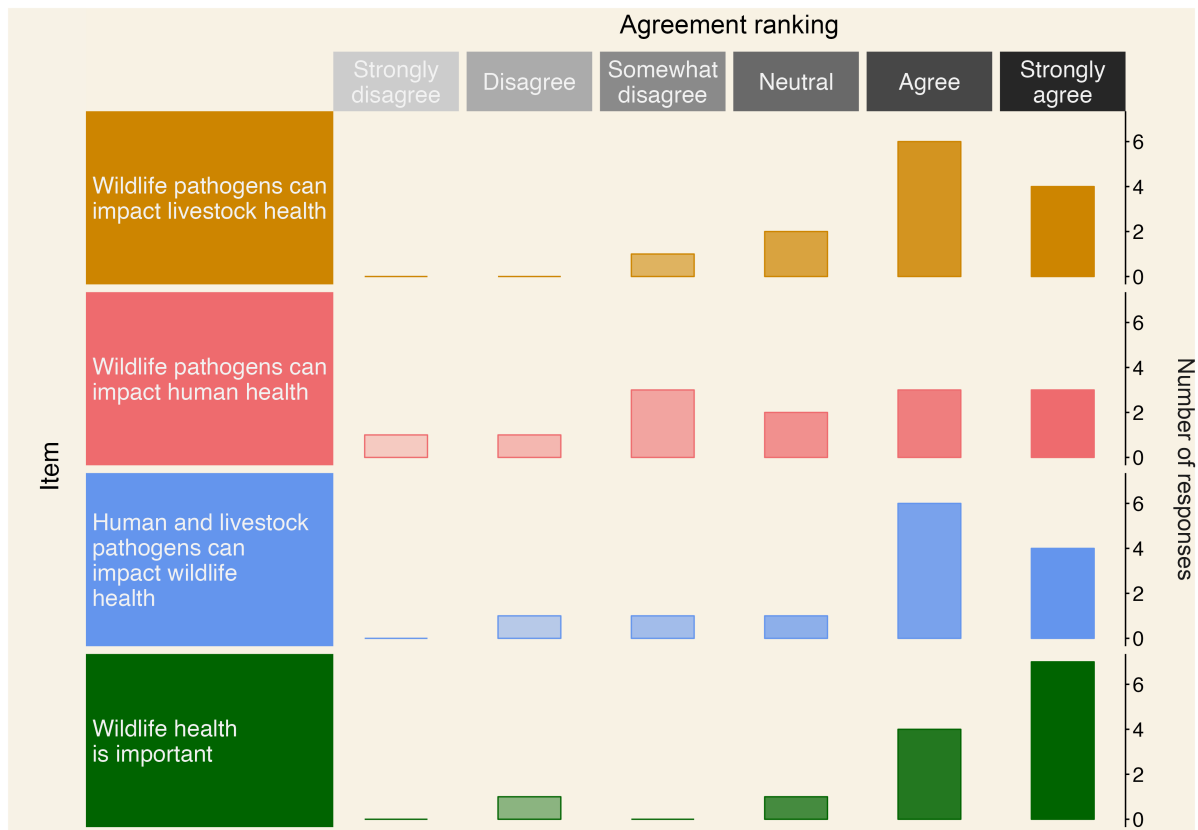 Agreement ranking
Strongly
disagree
Disagree
Somewhat
disagree
Neutral
Agree
Strongly
agree
Item
Wildlife pathogens can
impact livestock health
6
4
2
0
Wildlife pathogens can
impact human health
6
4
2
0
Human and livestock
pathogens can
impact wildlife
health
6
4
2
0
Wildlife health
is important
6
4
2
0
Number of responses